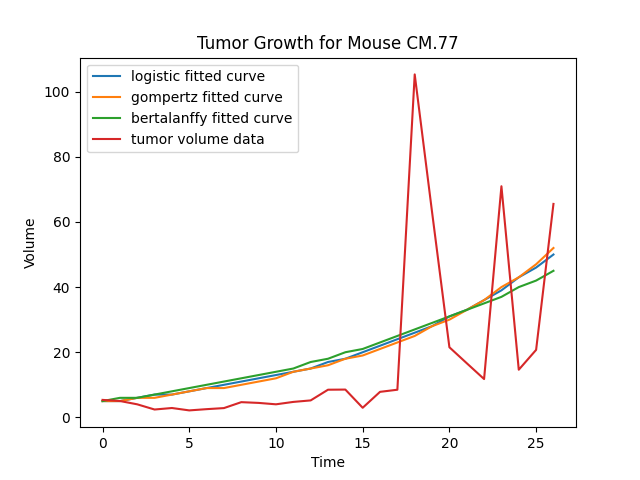 Tumor Growth for Mouse CM.77
logistic fitted curve
gompertz fitted curve
bertalanffy fitted curve
tumor volume data
100
80
60
40
20
0
Volume
0 5 10 15 20 25
Time